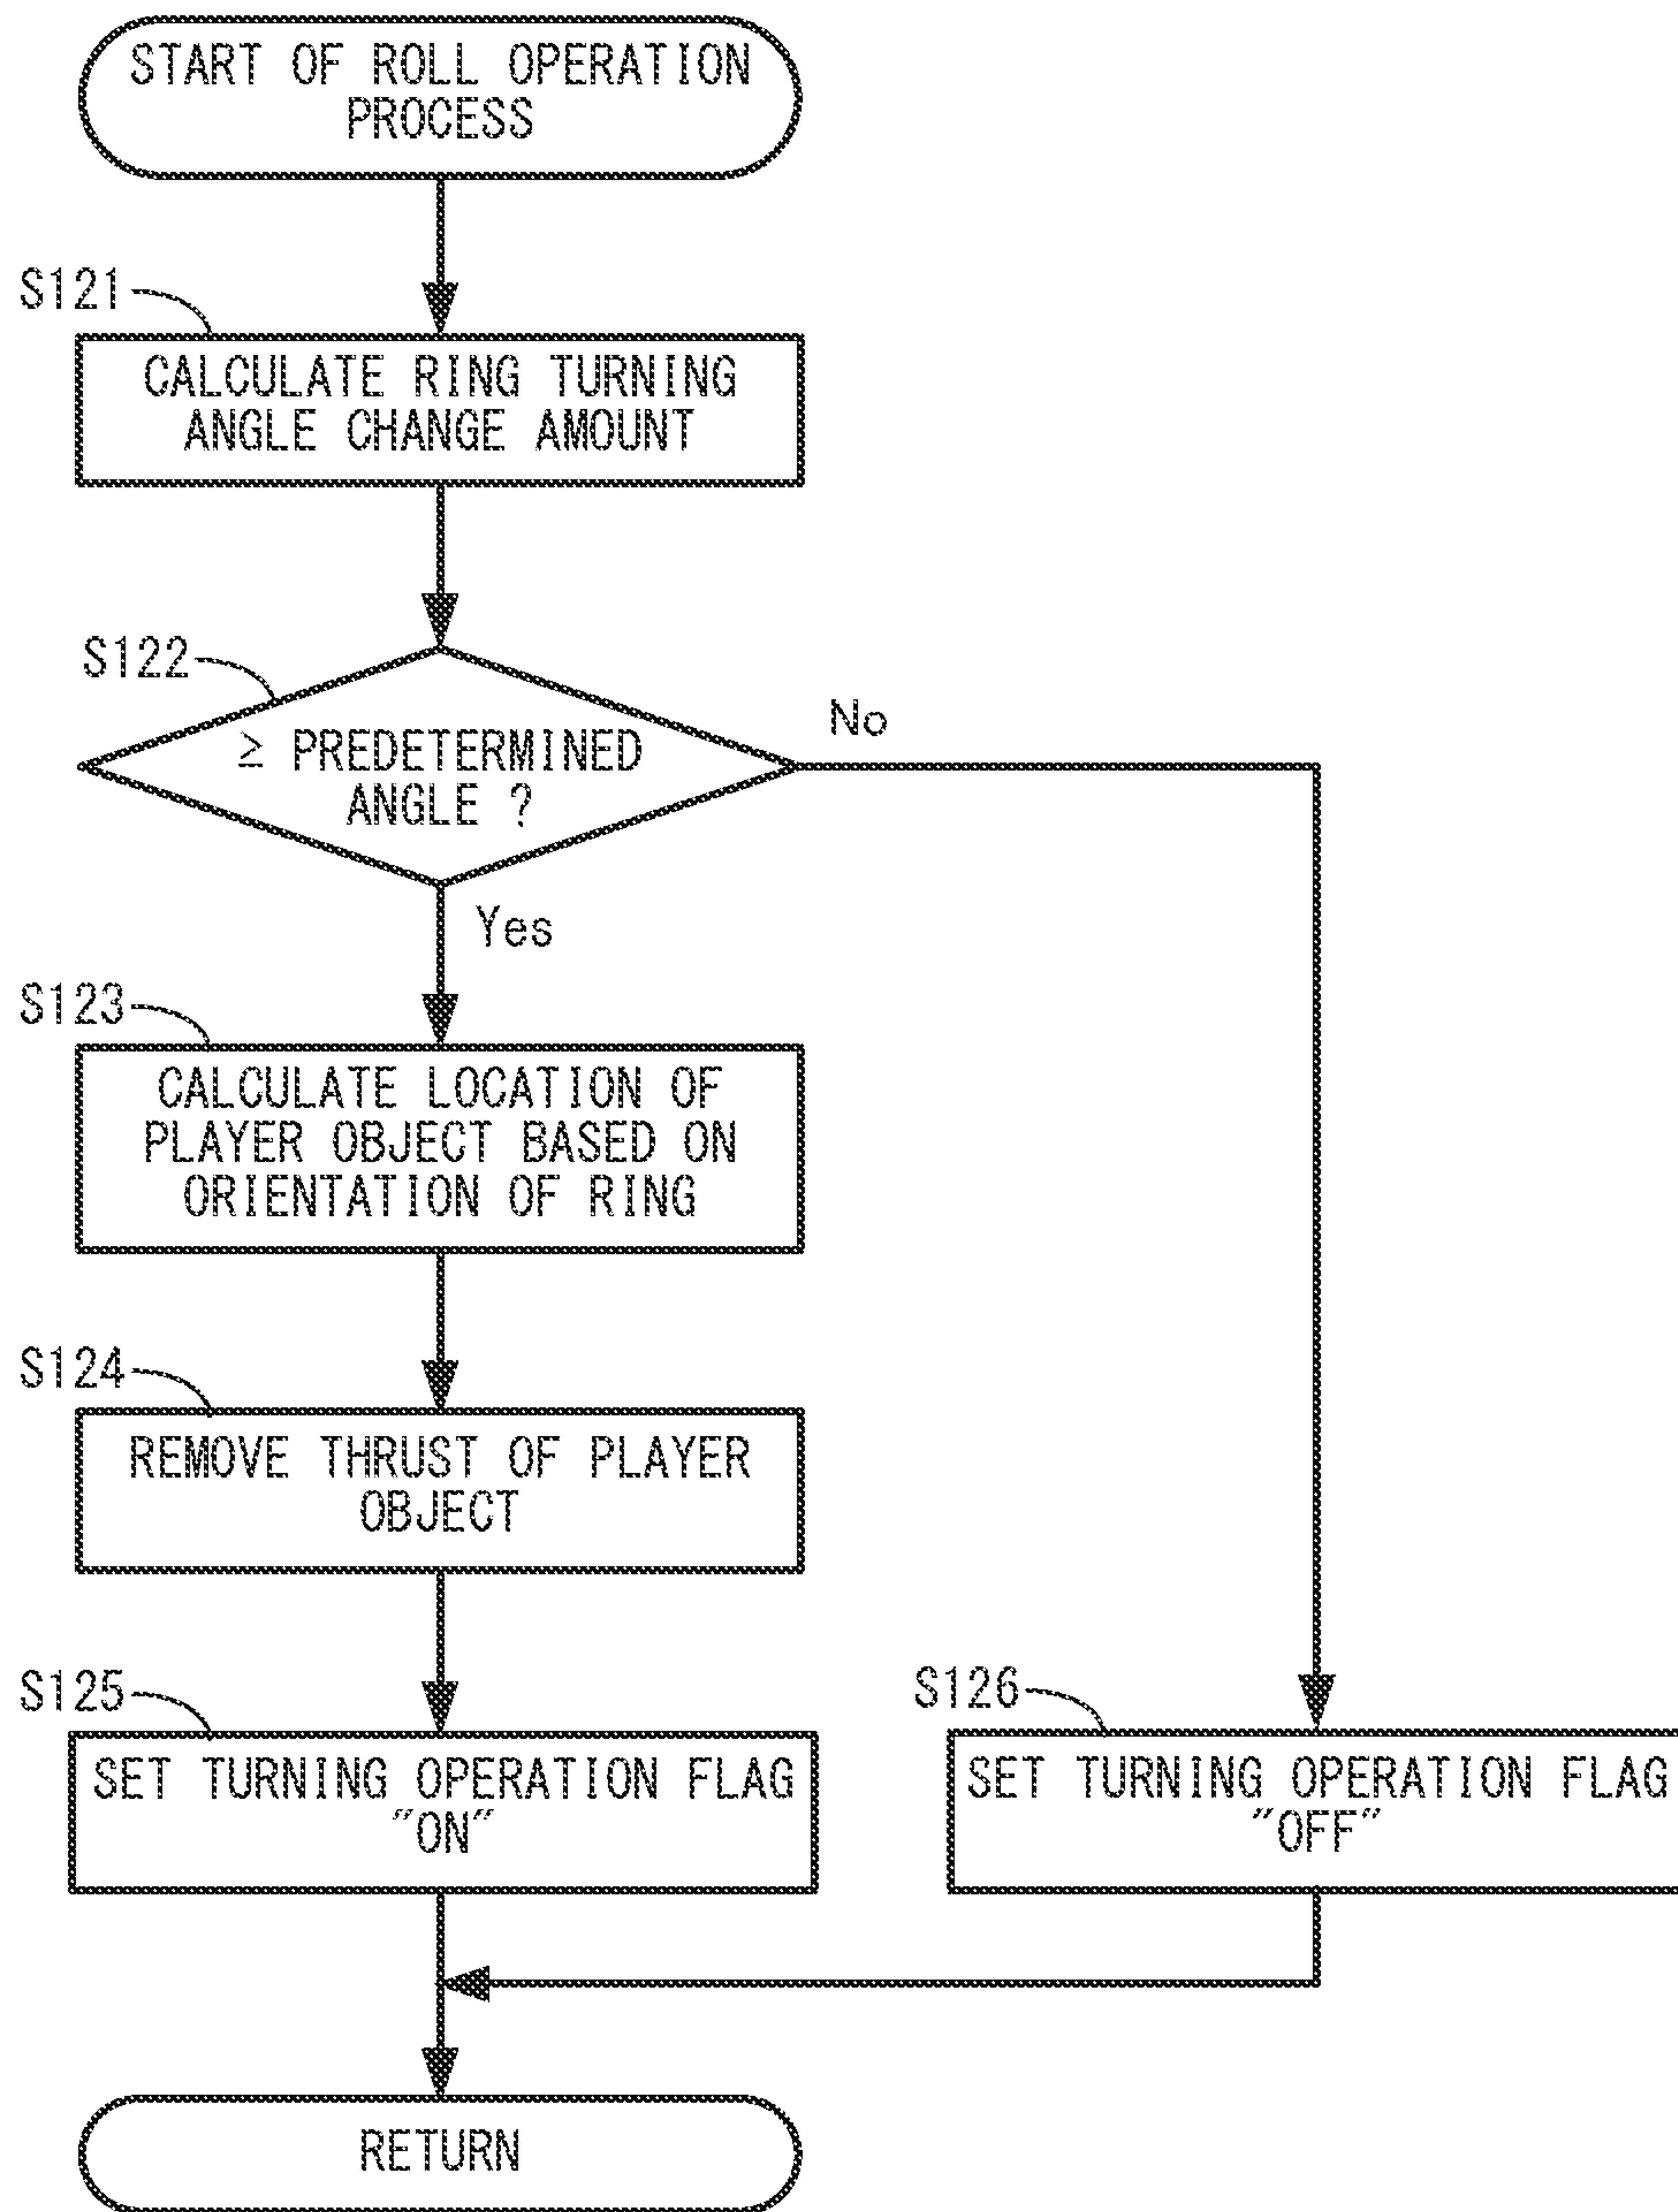 START OF ROLL OPERATION
PROCESS
S121
CALCULATE RING TURNING
ANGLE CHANGE AMOUNT
S122
≥ PREDETERMINED
ANGLE ?
No
Yes
S123
CALCULATE LOCATION OF
PLAYER OBJECT BASED ON
ORIENTATION OF RING
S124
REMOVE THRUST OF PLAYER
OBJECT
S125
SET TURNING OPERATION FLAG
"ON"
S126
SET TURNING OPERATION FLAG
"OFF"
RETURN